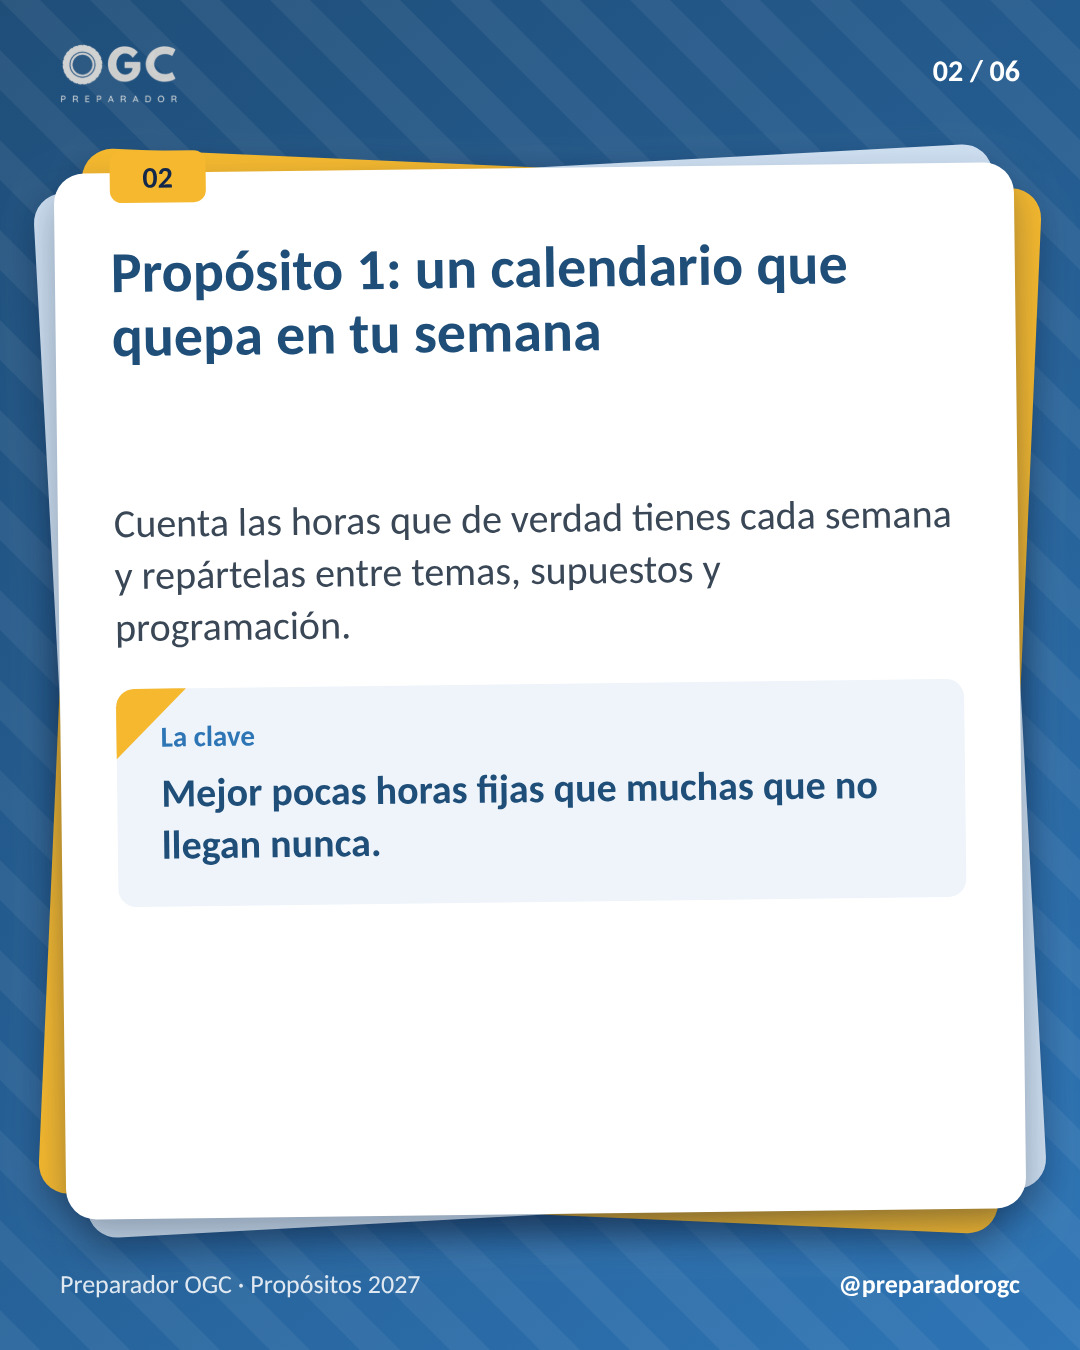 OGC
PREPARADOR
02 / 06
02
Propósito 1: un calendario que
quepa en tu semana
Cuenta las horas que de verdad tienes cada semana
y repártelas entre temas, supuestos y
programación.
La clave
Mejor pocas horas fijas que muchas que no
llegan nunca.
Preparador OGC · Propósitos 2027
@preparadorogc